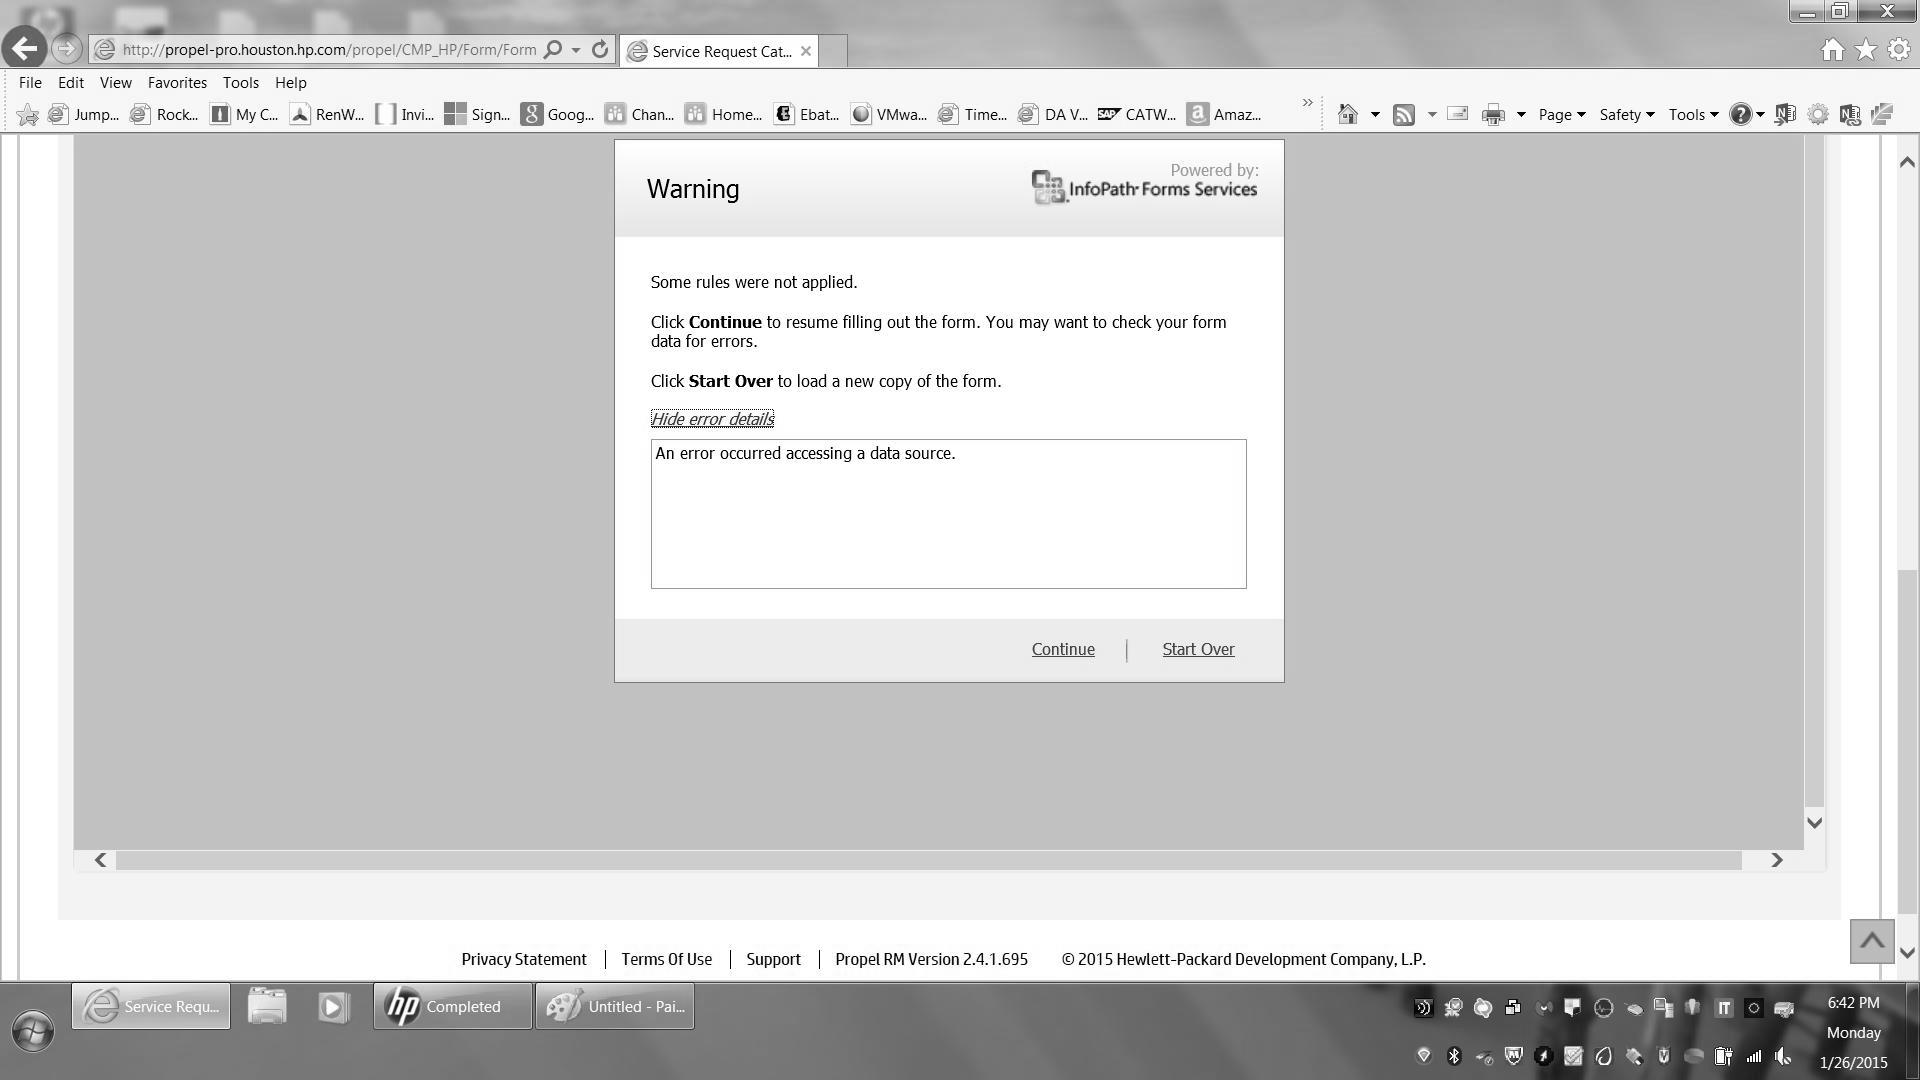 http://propel-pro.houston.hp.com/propel/CMP_HP/Form/Form
Service Request Cat...
File Edit View Favorites Tools Help
Jump... Rock... My C... RenW... Invi... Sign... Goog... Chan... Home... Ebat... VMwa... Time... DA V... CATW... Amaz... Page Safety Tools
Warning
Powered by:
InfoPath Forms Services
Some rules were not applied.
Click Continue to resume filling out the form. You may want to check your form
data for errors.
Click Start Over to load a new copy of the form.
Hide error details
An error occurred accessing a data source.
Continue | Start Over
Privacy Statement | Terms Of Use | Support | Propel RM Version 2.4.1.695 © 2015 Hewlett-Packard Development Company, L.P.
Service Requ... hp Completed Untitled - Pai...
IT
6:42 PM
Monday
1/26/2015